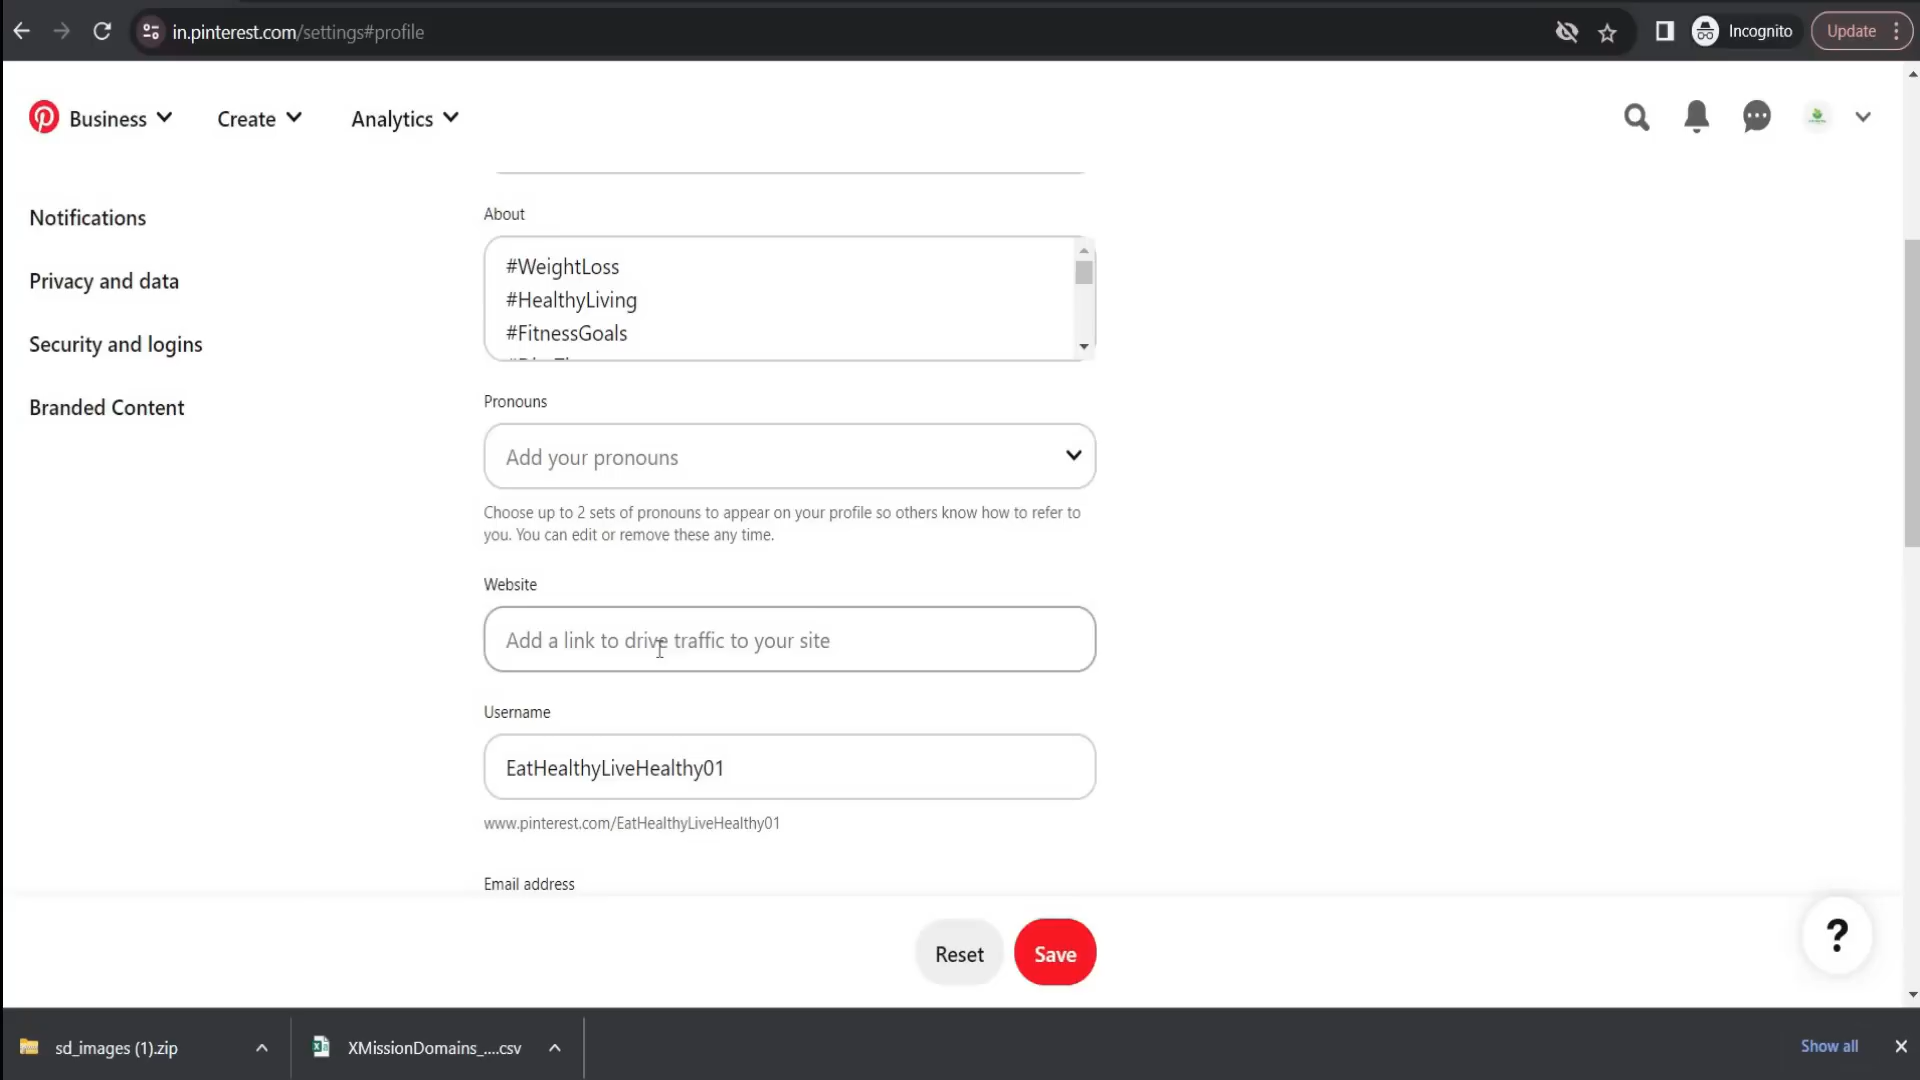 in.pinterest.com/settings#profile
Incognito
Update
Business
Create
Analytics
Notifications
Privacy and data
Security and logins
Branded Content
About
#WeightLoss
#HealthyLiving
#FitnessGoals
Pronouns
Add your pronouns
Choose up to 2 sets of pronouns to appear on your profile so others know how to refer to
you. You can edit or remove these any time.
Website
Add a link to drive traffic to your site
Username
EatHealthyLiveHealthy01
www.pinterest.com/EatHealthyLiveHealthy01
Email address
Reset
Save
?
sd_images (1).zip
XMissionDomains_....csv
Show all